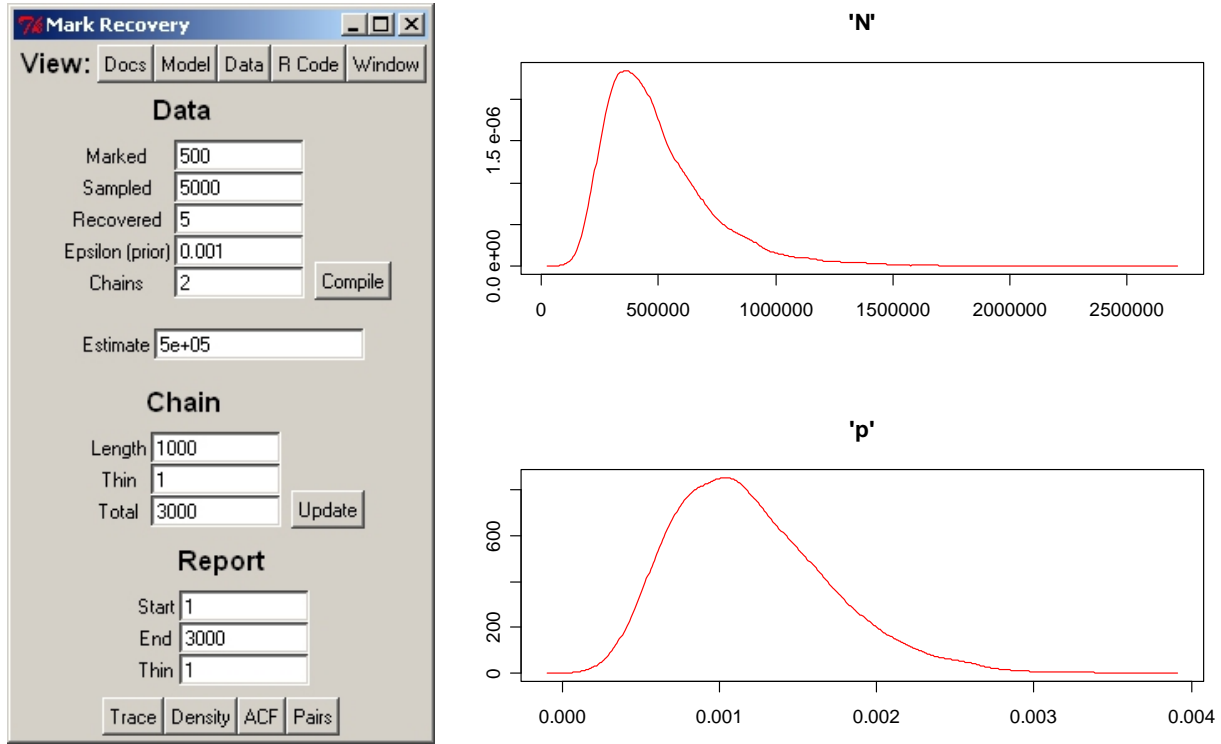 Mark Recovery
View: Docs Model Data R Code Window
Data
Marked 500
Sampled 5000
Recovered 5
Epsilon (prior) 0.001
Chains 2 Compile
Estimate 5e+05
Chain
Length 1000
Thin 1
Total 3000 Update
Report
Start 1
End 3000
Thin 1
Trace Density ACF Pairs
'N'
1.5 e-06
0.0 e+00
0 500000 1000000 1500000 2000000 2500000
'p'
600
200
0
0.000 0.001 0.002 0.003 0.004